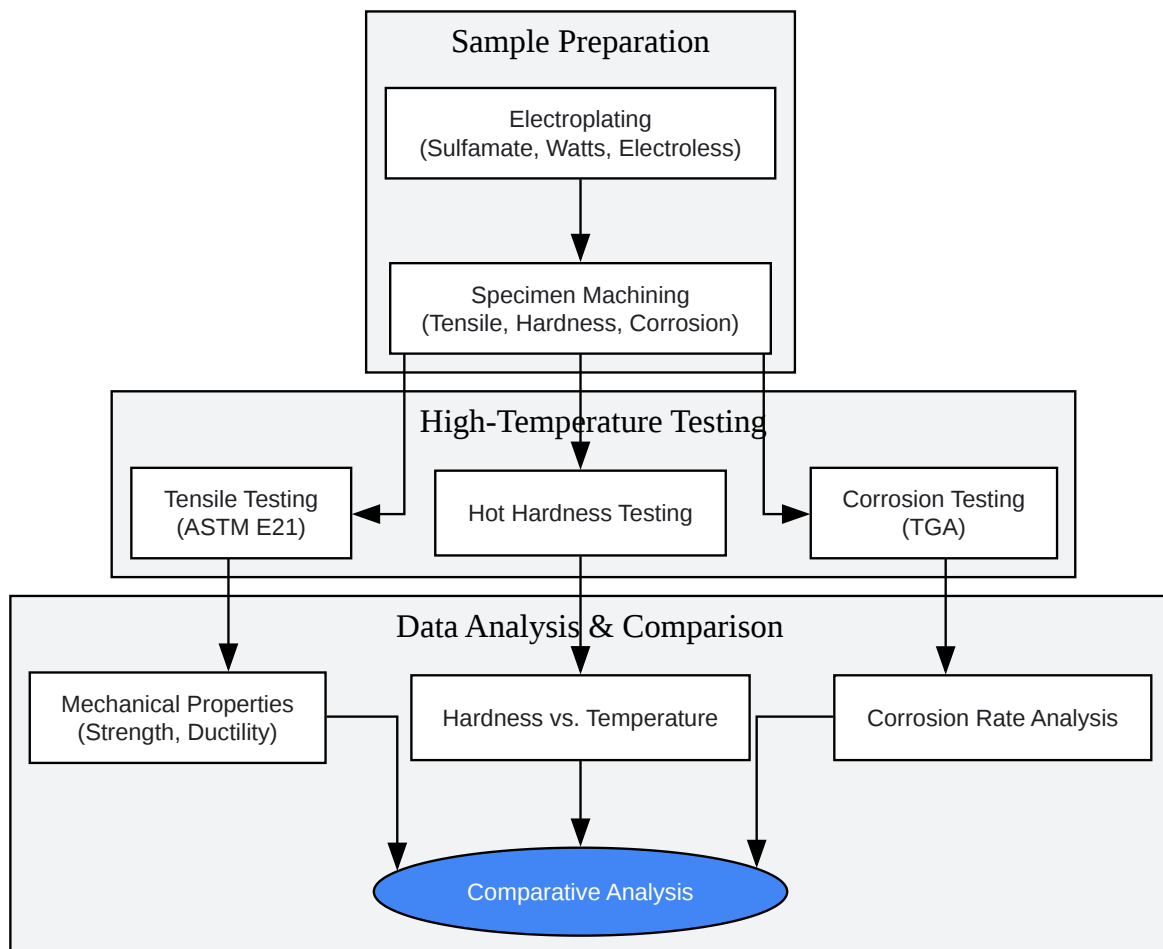 Sample Preparation
Electroplating
(Sulfamate, Watts, Electroless)
Specimen Machining
(Tensile, Hardness, Corrosion)
High-Temperature Testing
Tensile Testing
(ASTM E21)
Hot Hardness Testing
Corrosion Testing
(TGA)
Data Analysis & Comparison
Mechanical Properties
(Strength, Ductility)
Hardness vs. Temperature
Corrosion Rate Analysis
Comparative Analysis